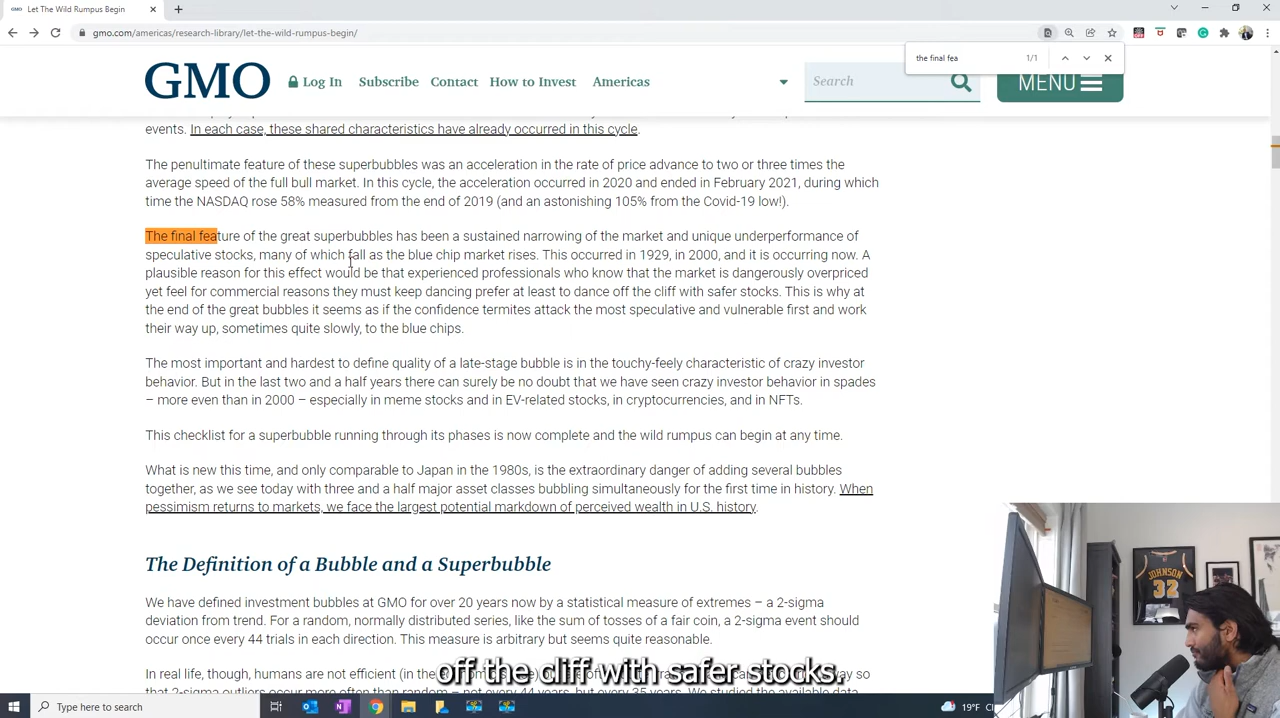 Let The Wild Rumpus Begin
gmo.com/americas/research-library/let-the-wild-rumpus-begin/
the final fea 1/1
GMO
Log In Subscribe Contact How to Invest Americas
Search
MENU
events. In each case, these shared characteristics have already occurred in this cycle.
The penultimate feature of these superbubbles was an acceleration in the rate of price advance to two or three times the
average speed of the full bull market. In this cycle, the acceleration occurred in 2020 and ended in February 2021, during which
time the NASDAQ rose 58% measured from the end of 2019 (and an astonishing 105% from the Covid-19 low!).
The final feature of the great superbubbles has been a sustained narrowing of the market and unique underperformance of
speculative stocks, many of which fall as the blue chip market rises. This occurred in 1929, in 2000, and it is occurring now. A
plausible reason for this effect would be that experienced professionals who know that the market is dangerously overpriced
yet feel for commercial reasons they must keep dancing prefer at least to dance off the cliff with safer stocks. This is why at
the end of the great bubbles it seems as if the confidence termites attack the most speculative and vulnerable first and work
their way up, sometimes quite slowly, to the blue chips.
The most important and hardest to define quality of a late-stage bubble is in the touchy-feely characteristic of crazy investor
behavior. But in the last two and a half years there can surely be no doubt that we have seen crazy investor behavior in spades
– more even than in 2000 – especially in meme stocks and in EV-related stocks, in cryptocurrencies, and in NFTs.
This checklist for a superbubble running through its phases is now complete and the wild rumpus can begin at any time.
What is new this time, and only comparable to Japan in the 1980s, is the extraordinary danger of adding several bubbles
together, as we see today with three and a half major asset classes bubbling simultaneously for the first time in history. When
pessimism returns to markets, we face the largest potential markdown of perceived wealth in U.S. history.
The Definition of a Bubble and a Superbubble
We have defined investment bubbles at GMO for over 20 years now by a statistical measure of extremes – a 2-sigma
deviation from trend. For a random, normally distributed series, like the sum of tosses of a fair coin, a 2-sigma event should
occur once every 44 trials in each direction. This measure is arbitrary but seems quite reasonable.
In real life, though, humans are not efficient (in the
off the cliff with safer stocks
JOHNSON
32
Type here to search
19°F